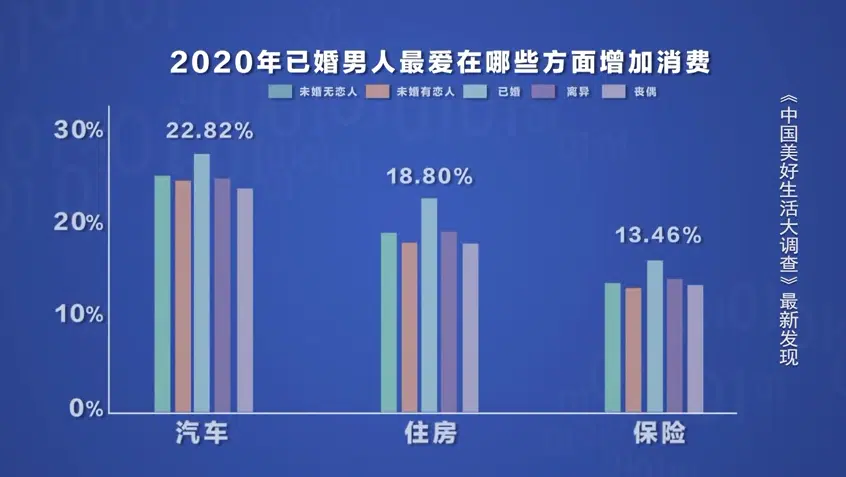 2020年已婚男人最爱在哪些方面增加消费
未婚无恋人 未婚有恋人 已婚 离异 丧偶
30%
20%
10%
0%
22.82%
18.80%
13.46%
汽车 住房 保险
《中国美好生活大调查》最新发现